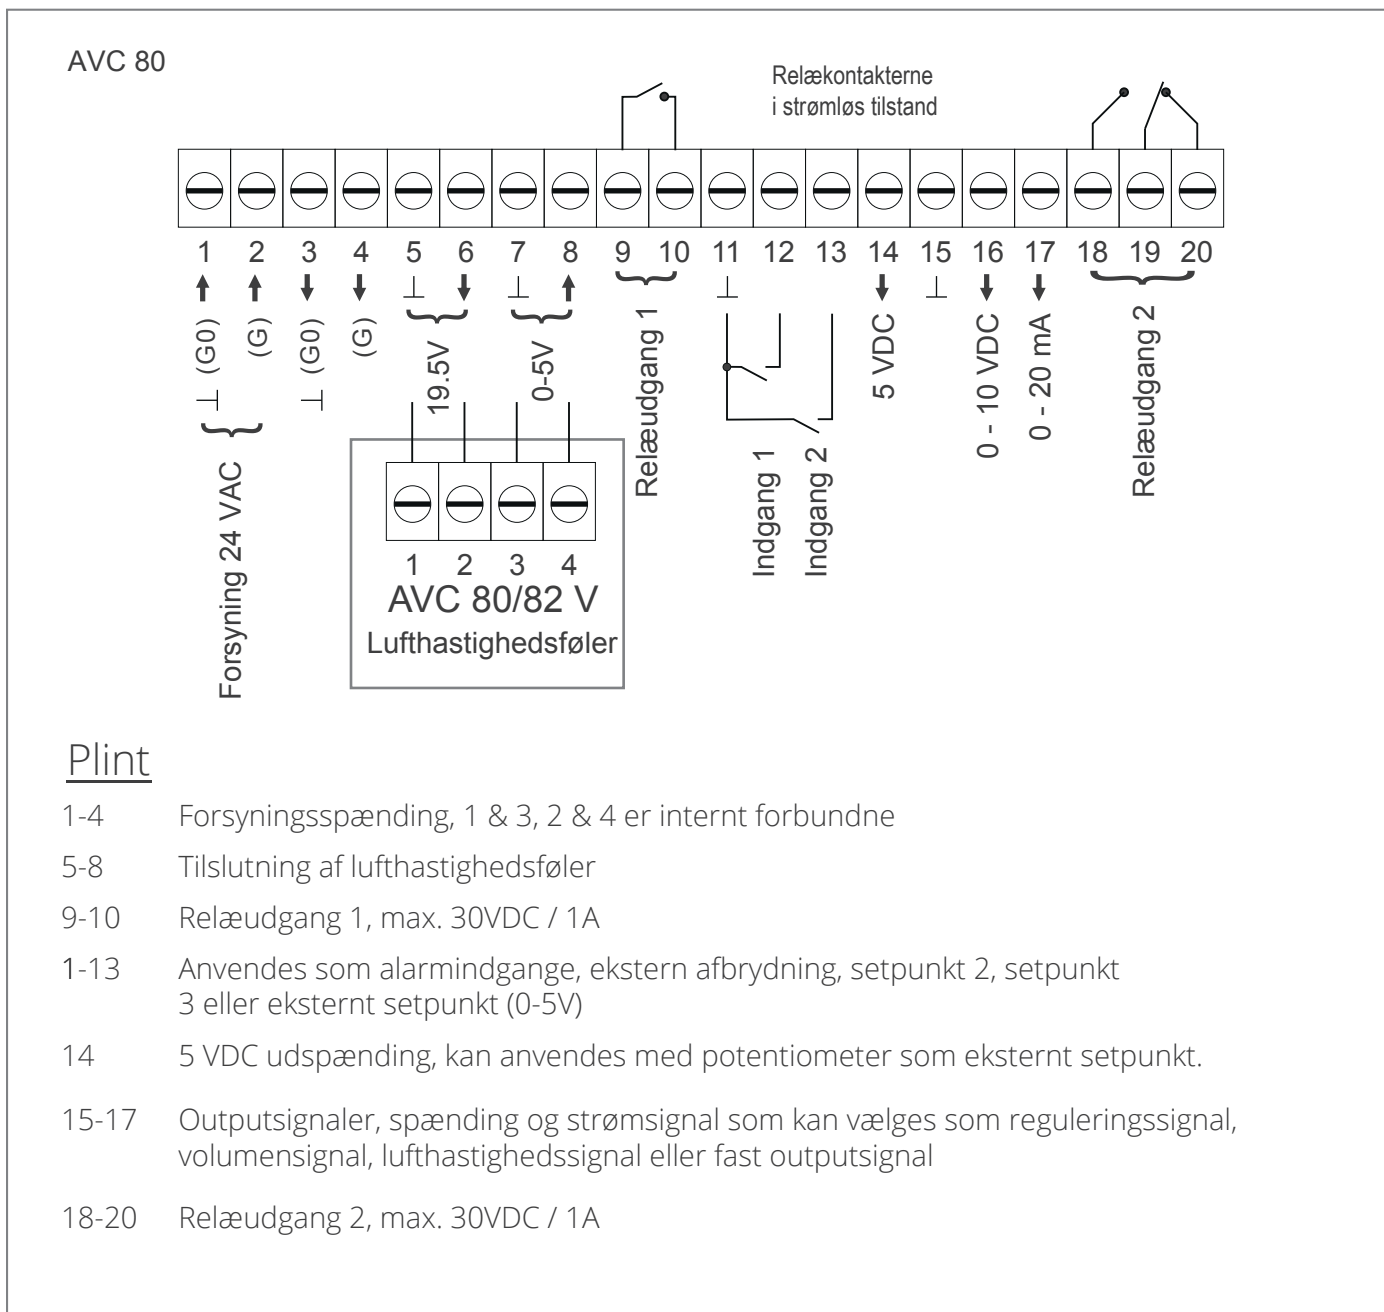 AVC 80
Relækontakterne
i strømløs tilstand
1 2 3 4 5 6 7 8 9 10 11 12 13 14 15 16 17 18 19 20
(G0)
(G)
(G0)
(G)
Forsyning 24 VAC
19.5V
0-5V
Relæudgang 1
Indgang 1
Indgang 2
5 VDC
0 - 10 VDC
0 - 20 mA
Relæudgang 2
1 2 3 4
AVC 80/82 V
Lufthastighedsføler
Plint
1-4 Forsyningsspænding, 1 & 3, 2 & 4 er internt forbundne
5-8 Tilslutning af lufthastighedsføler
9-10 Relæudgang 1, max. 30VDC / 1A
1-13 Anvendes som alarmindgange, ekstern afbrydning, setpunkt 2, setpunkt
3 eller eksternt setpunkt (0-5V)
14 5 VDC udspænding, kan anvendes med potentiometer som eksternt setpunkt.
15-17 Outputsignaler, spænding og strømsignal som kan vælges som reguleringssignal,
volumensignal, lufthastighedssignal eller fast outputsignal
18-20 Relæudgang 2, max. 30VDC / 1A